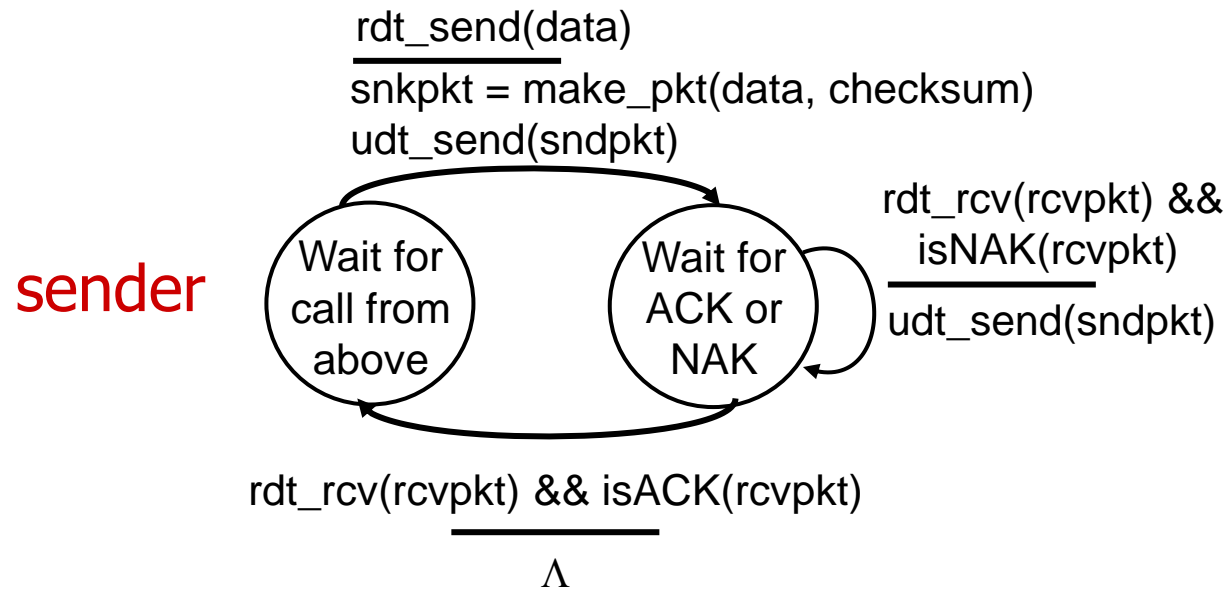 rdt_send(data)
snkpkt = make_pkt(data, checksum)
udt_send(sndpkt)
sender
Wait for
call from
above
Wait for
ACK or
NAK
rdt_rcv(rcvpkt) &&
isNAK(rcvpkt)
udt_send(sndpkt)
rdt_rcv(rcvpkt) && isACK(rcvpkt)
Λ